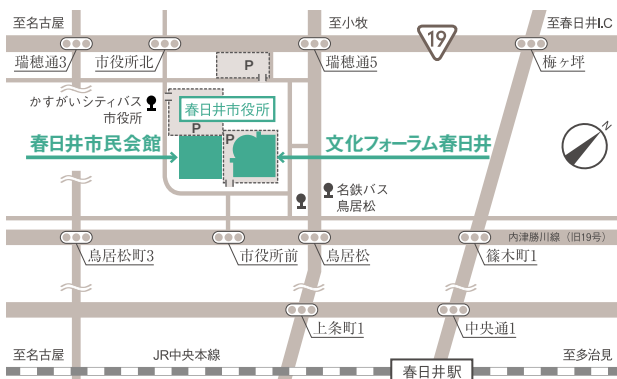 至名古屋
至小牧
19
至春日井I.C
瑞穂通3
市役所北
P
瑞穂通5
梅ヶ坪
かすがいシティバス
市役所
春日井市役所
P
P
N
春日井市民会館
文化フォーラム春日井
名鉄バス
鳥居松
内津勝川線（旧19号）
鳥居松町3
市役所前
鳥居松
篠木町1
上条町1
中央通1
至名古屋
JR中央本線
春日井駅
至多治見